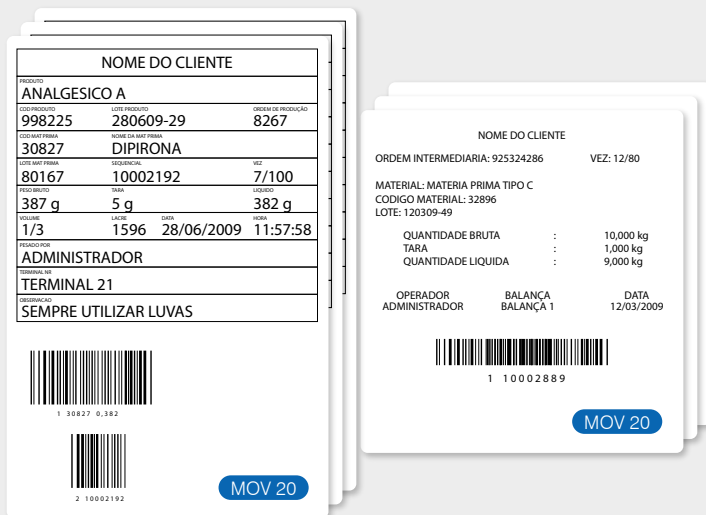 NOME DO CLIENTE
PRODUTO
ANALGESICO A
COD PRODUTO LOTE PRODUTO ORDEM DE PRODUÇÃO
998225 280609-29 8267
COD MAT PRIMA NOME DA MAT PRIMA
30827 DIPIRONA
LOTE MAT PRIMA SEQUENCIAL VEZ
80167 10002192 7/100
PESO BRUTO TARA LIQUIDO
387 g 5 g 382 g
VOLUME LACRE DATA HORA
1/3 1596 28/06/2009 11:57:58
PESADO POR
ADMINISTRADOR
TERMINAL NR
TERMINAL 21
OBSERVACAO
SEMPRE UTILIZAR LUVAS
1 30827 0,382
2 10002192
MOV 20
NOME DO CLIENTE
ORDEM INTERMEDIARIA: 925324286 VEZ: 12/80
MATERIAL: MATERIA PRIMA TIPO C
CODIGO MATERIAL: 32896
LOTE: 120309-49
QUANTIDADE BRUTA : 10,000 kg
TARA : 1,000 kg
QUANTIDADE LIQUIDA : 9,000 kg
OPERADOR BALANÇA DATA
ADMINISTRADOR BALANÇA 1 12/03/2009
1 10002889
MOV 20